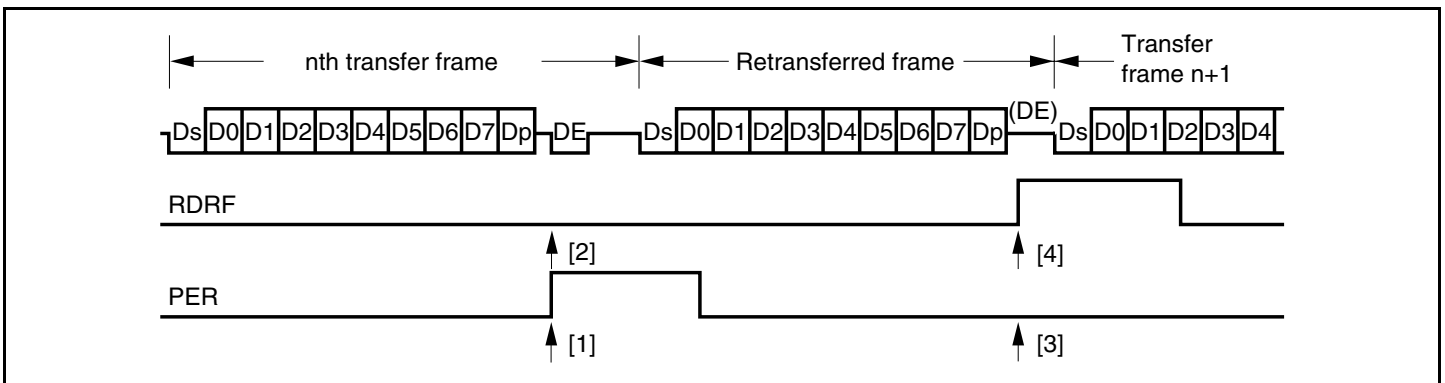 nth transfer frame
Retransferred frame
Transfer
frame n+1
Ds D0 D1 D2 D3 D4 D5 D6 D7 Dp DE Ds D0 D1 D2 D3 D4 D5 D6 D7 Dp (DE) Ds D0 D1 D2 D3 D4
RDRF
[2] [4]
PER
[1] [3]